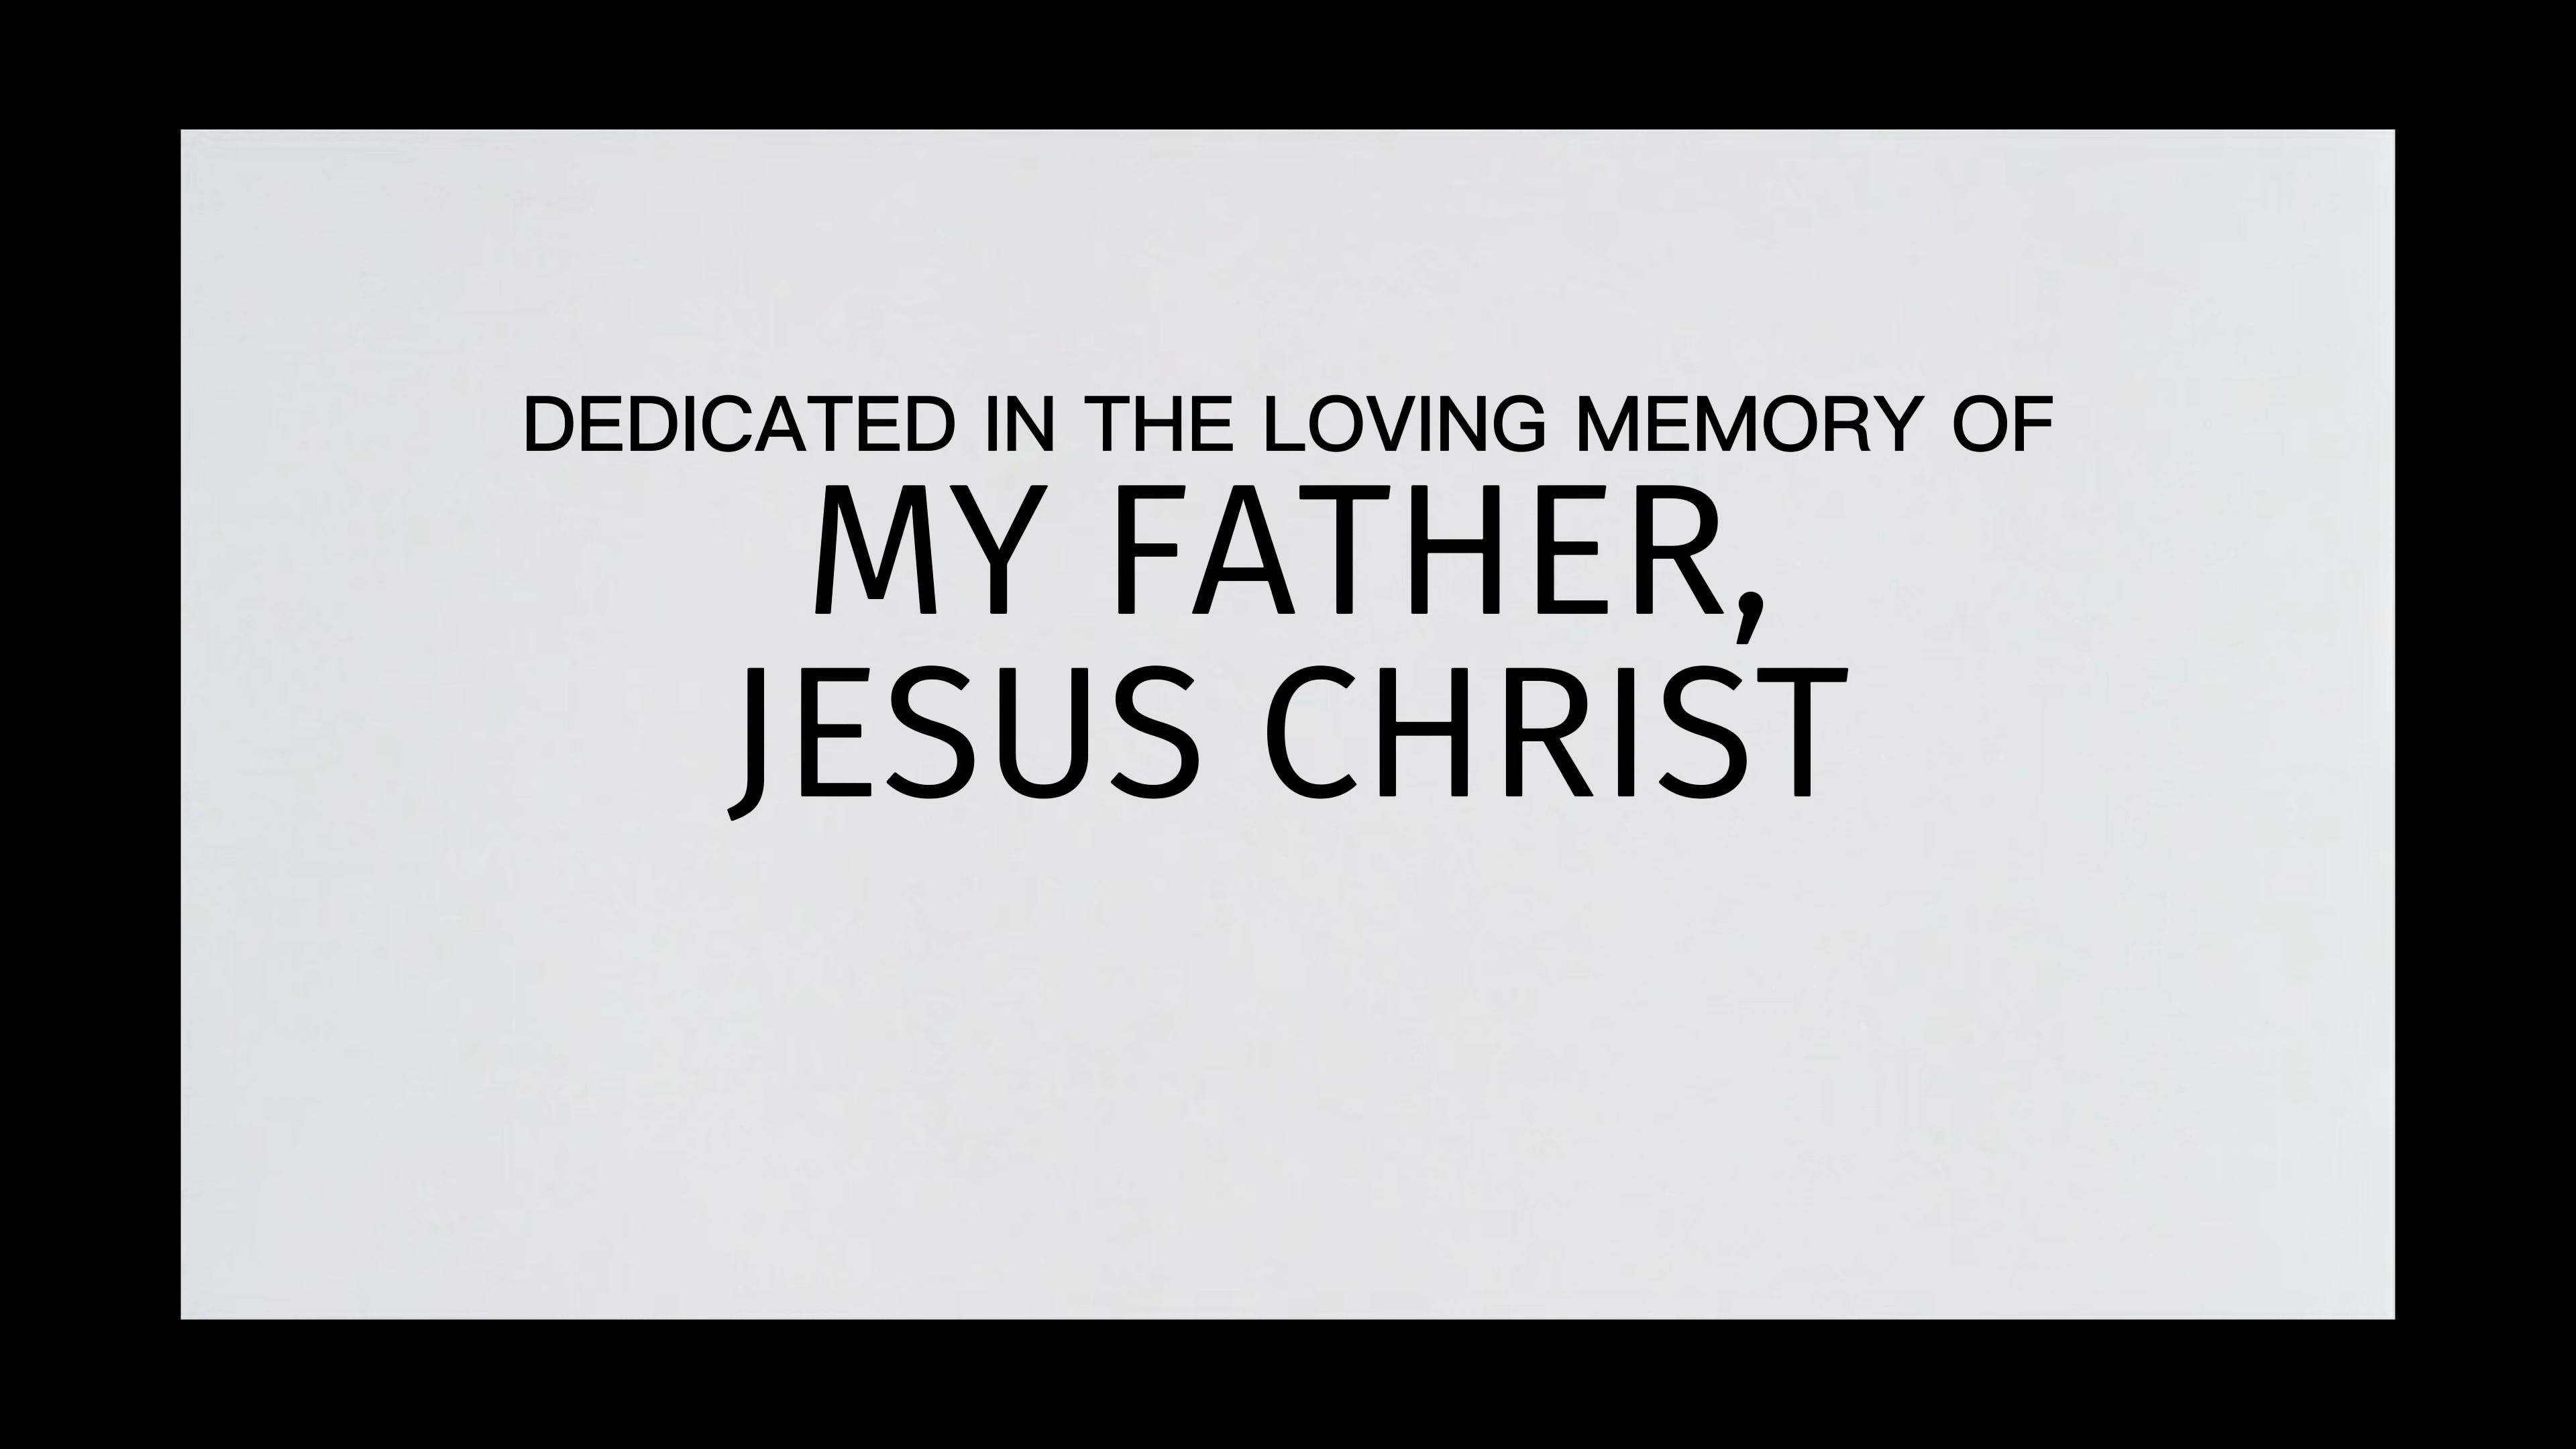 DEDICATED IN THE LOVING MEMORY OF
MY FATHER,
JESUS CHRIST